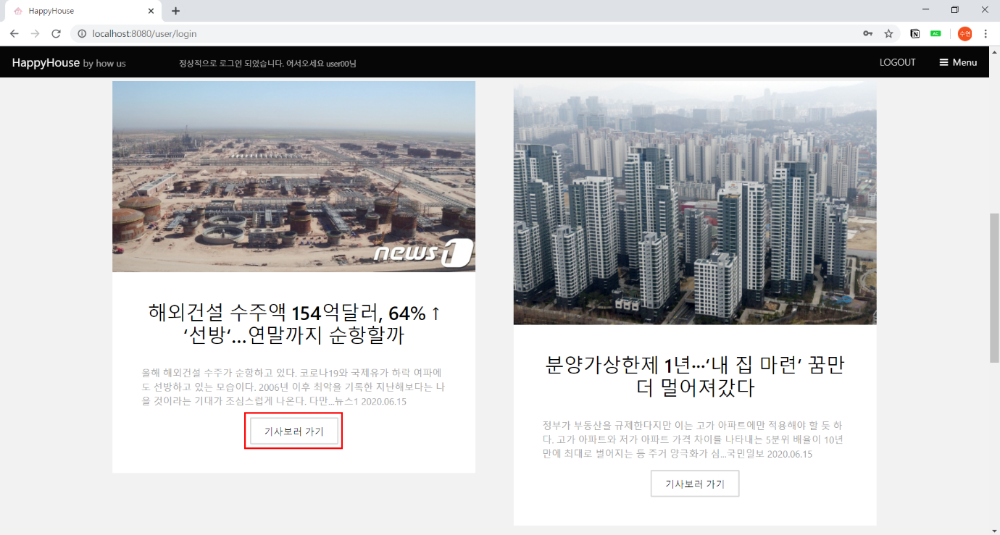 HappyHouse
localhost:8080/user/login
AC
수연
HappyHouse by how us
정상적으로 로그인 되었습니다. 어서오세요 user00님
LOGOUT
Menu
news1
해외건설 수주액 154억달러, 64%↑
‘선방‘…연말까지 순항할까
올해 해외건설 수주가 순항하고 있다. 코로나19와 국제유가 하락 여파에
도 선방하고 있는 모습이다. 2006년 이후 최악을 기록한 지난해보다는 나
을 것이라는 기대가 조심스럽게 나온다. 다만...뉴스1 2020.06.15
기사보러 가기
분양가상한제 1년…‘내 집 마련’ 꿈만
더 멀어져갔다
정부가 부동산을 규제한다지만 이는 고가 아파트에만 적용해야 할 듯 하
다. 고가 아파트와 저가 아파트 가격 차이를 나타내는 5분위 배율이 10년
만에 최대로 벌어지는 등 주거 양극화가 심...국민일보 2020.06.15
기사보러 가기